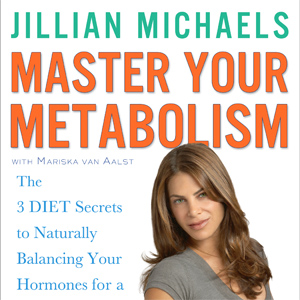 JILLIAN MICHAELS
MASTER YOUR
METABOLISM
WITH MARISKA VAN AALST
The
3 DIET Secrets
to Naturally
Balancing Your
Hormones for a